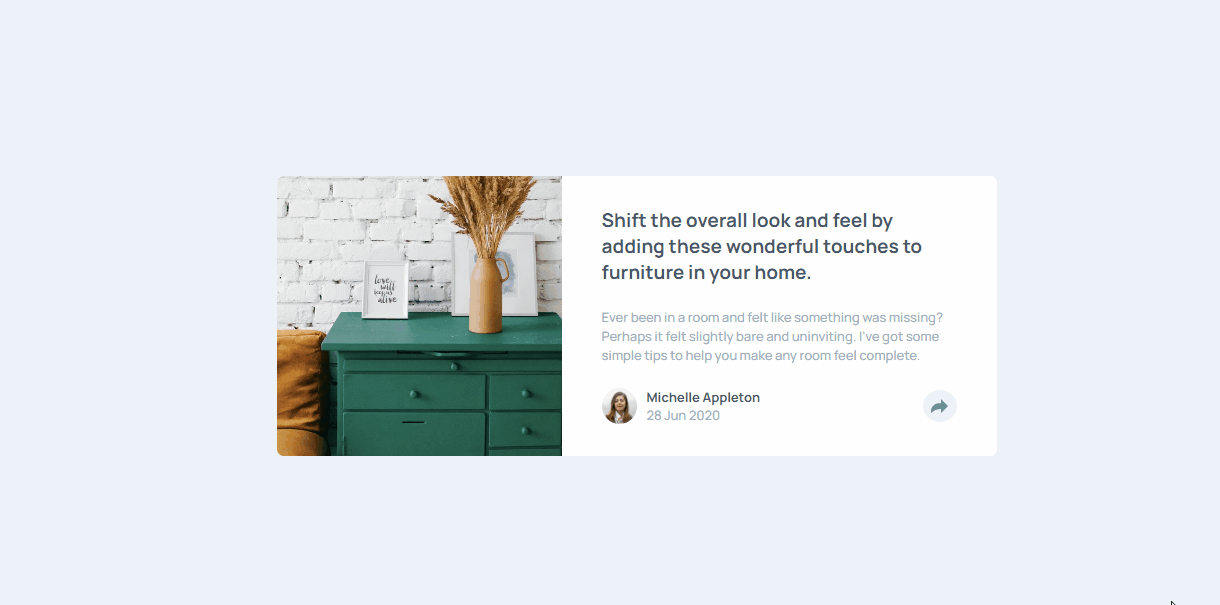 love
will
keep us
alive
Shift the overall look and feel by
adding these wonderful touches to
furniture in your home.
Ever been in a room and felt like something was missing?
Perhaps it felt slightly bare and uninviting. I've got some
simple tips to help you make any room feel complete.
Michelle Appleton
28 Jun 2020